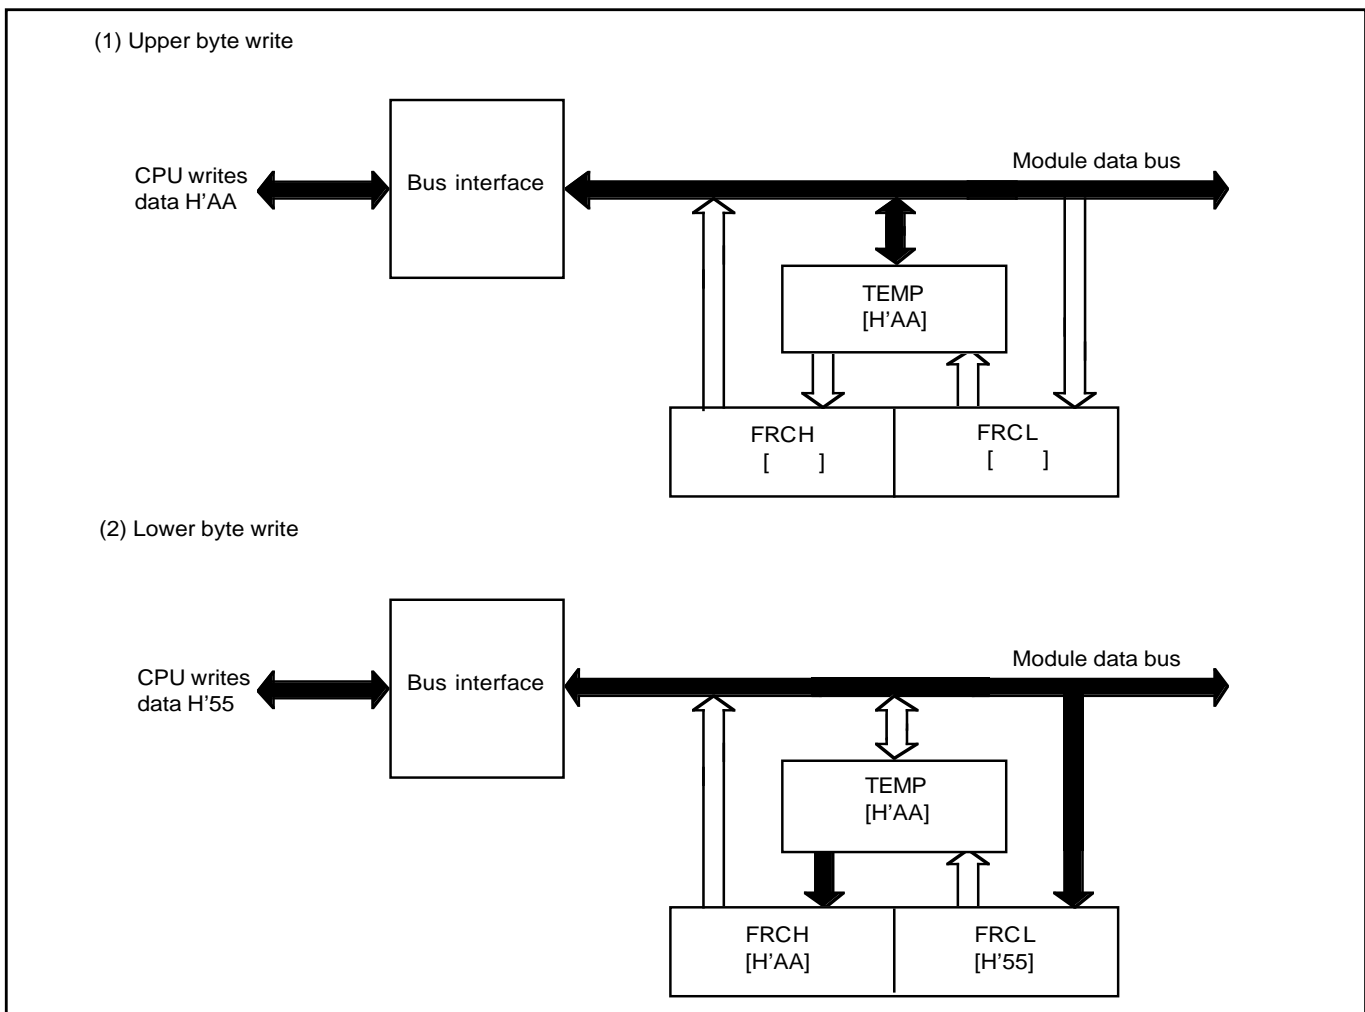 (1) Upper byte write
CPU writes
data H’AA
Bus interface
Module data bus
TEMP
[H’AA]
FRCH
[ ]
FRCL
[ ]
(2) Lower byte write
CPU writes
data H’55
Bus interface
Module data bus
TEMP
[H’AA]
FRCH
[H’AA]
FRCL
[H’55]